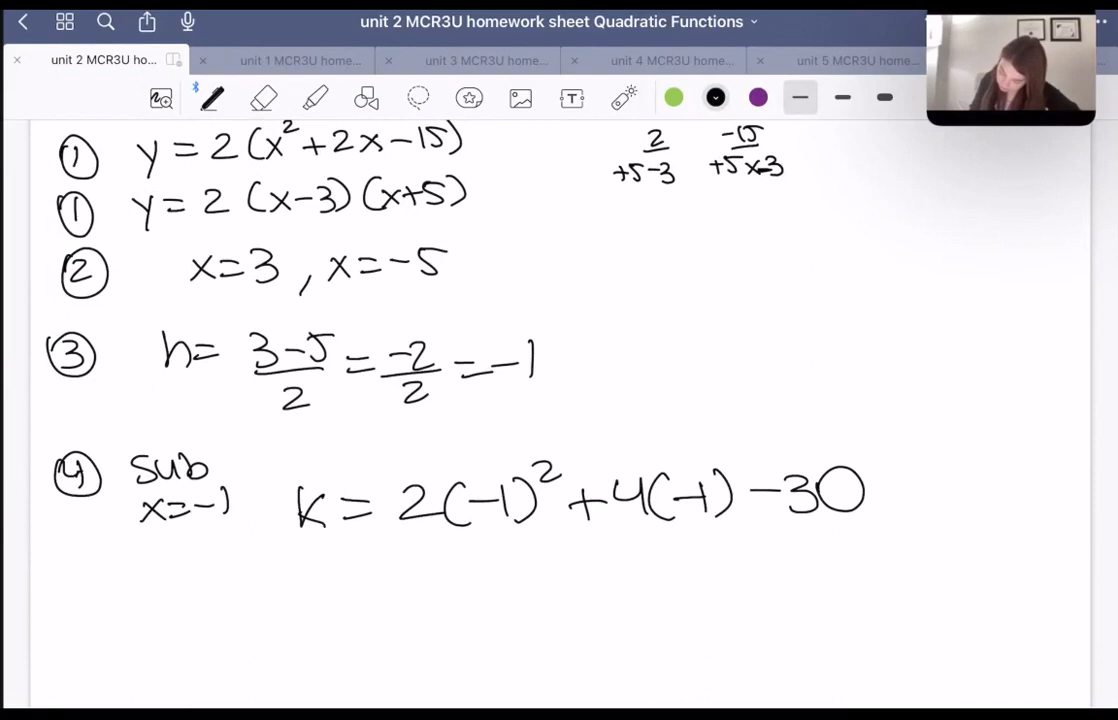 unit 2 MCR3U homework sheet Quadratic Functions
unit 2 MCR3U ho... unit 1 MCR3U home... unit 3 MCR3U home... unit 4 MCR3U home... unit 5 MCR3U home...
① y = 2(x²+2x-15) 2 -15
+5-3 +5x-3
① y = 2 (x-3)(x+5)
② x=3, x=-5
③ h= 3-5/2 = -2/2 = -1
④ sub
x=-1 K = 2(-1)² +4(-1) -30